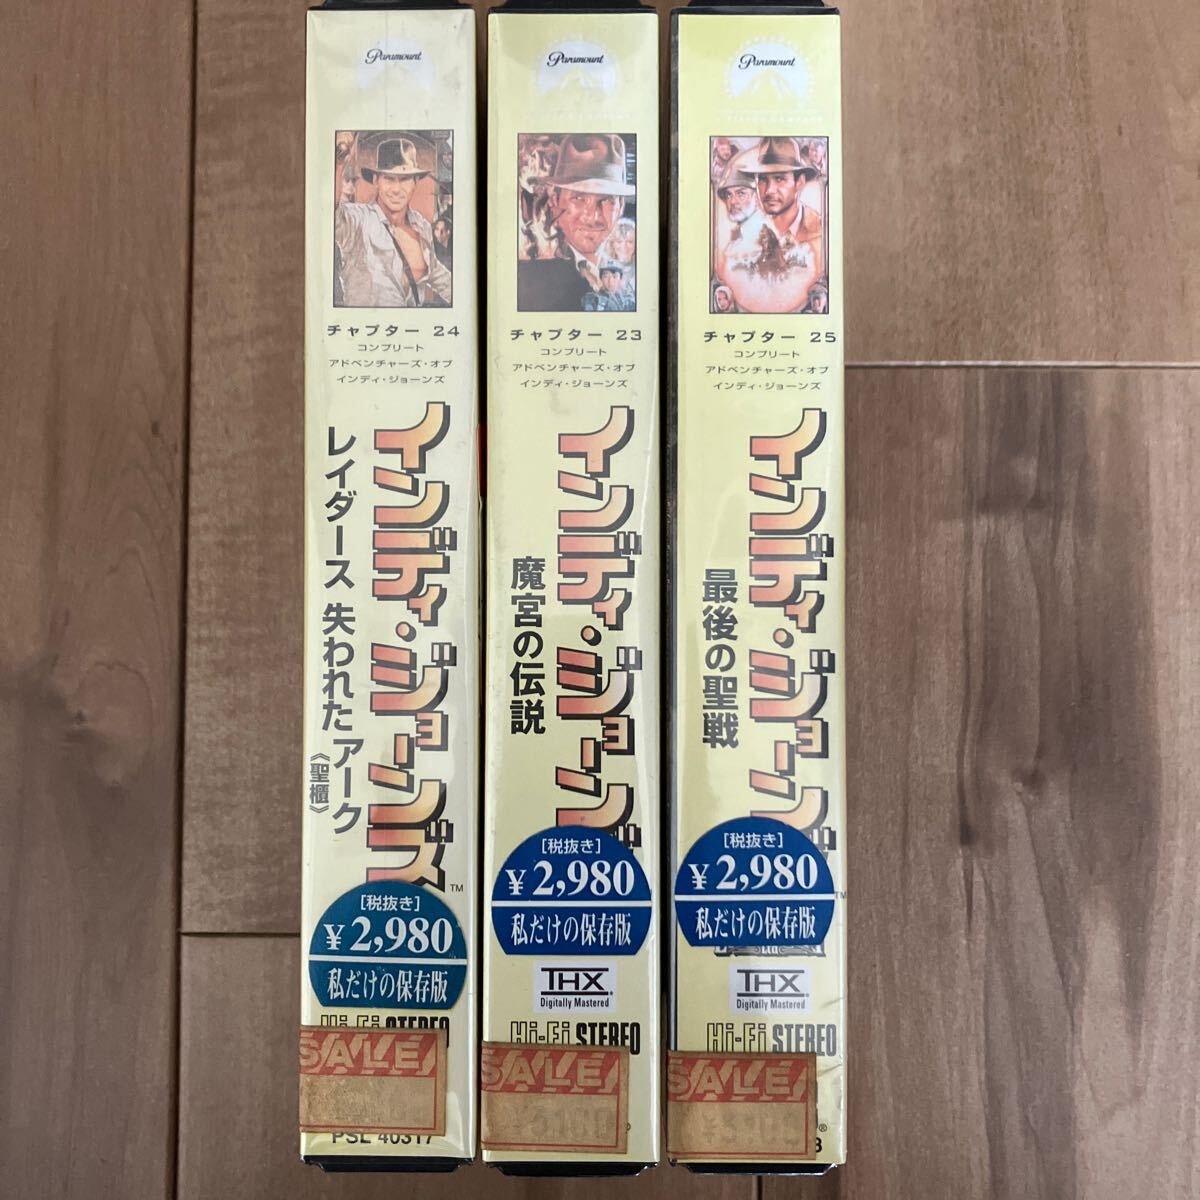 Paramount
チャプター 24
コンプリート
アドベンチャーズ・オブ
インディ・ジョーンズ
インディ・ジョーンズ
TM
レイダース 失われたアーク
《聖櫃》
[税抜き]
¥2,980
私だけの保存版
Hi-Fi STEREO
SALE
PSL 40317
Paramount
チャプター 23
コンプリート
アドベンチャーズ・オブ
インディ・ジョーンズ
インディ・ジョーンズ
魔宮の伝説
[税抜き]
¥2,980
私だけの保存版
THX
Digitally Mastered
Hi-Fi STEREO
SALE
®
Paramount
チャプター 25
コンプリート
アドベンチャーズ・オブ
インディ・ジョーンズ
インディ・ジョーンズ
TM
最後の聖戦
[税抜き]
¥2,980
私だけの保存版
Ltd
THX
Digitally Mastered
Hi-Fi STEREO
SALE
®
8